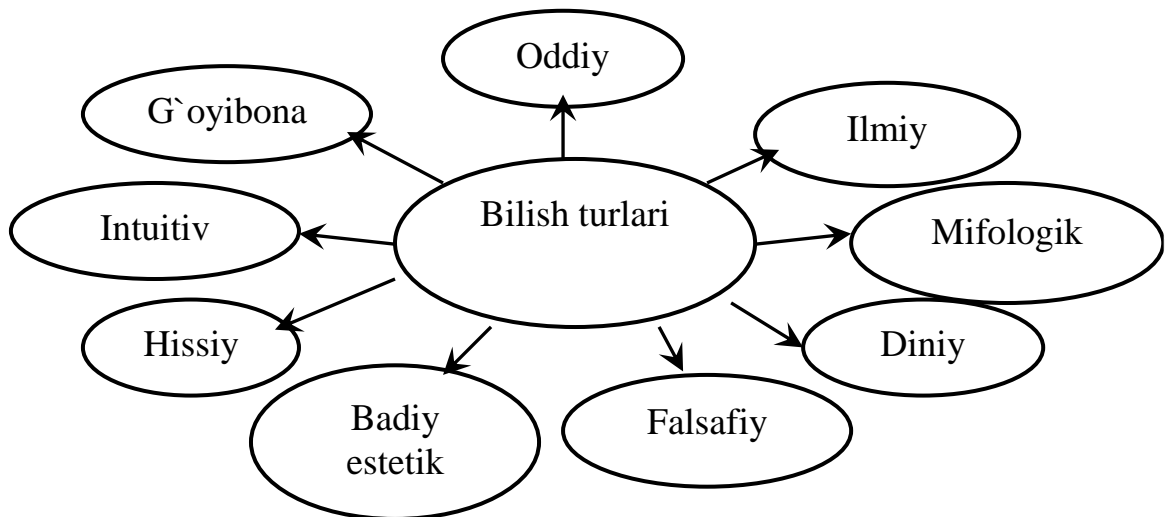 Oddiy
G`oyibona
Ilmiy
Bilish turlari
Intuitiv
Mifologik
Hissiy
Diniy
Badiy
estetik
Falsafiy